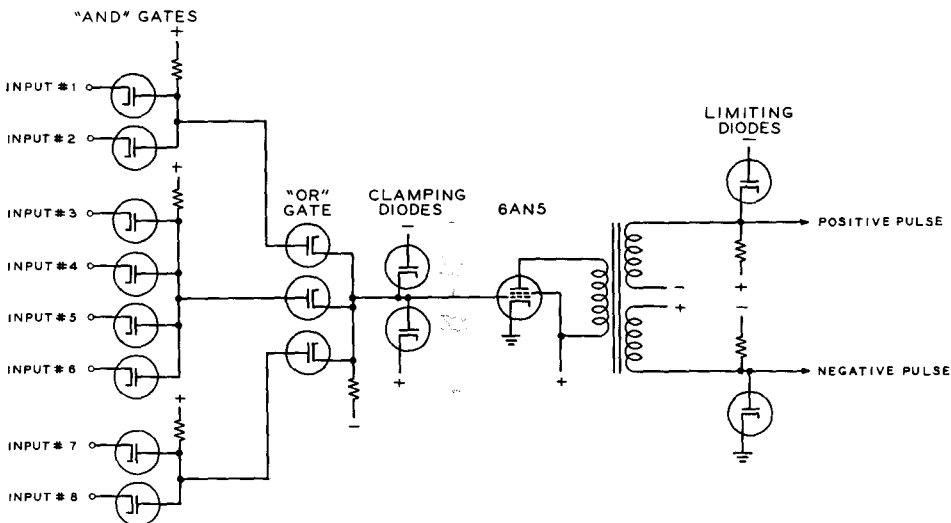 "AND" GATES
INPUT #1
INPUT #2
INPUT #3
INPUT #4
INPUT #5
INPUT #6
INPUT #7
INPUT #8
"OR"
GATE
CLAMPING
DIODES
6AN5
LIMITING
DIODES
POSITIVE PULSE
NEGATIVE PULSE